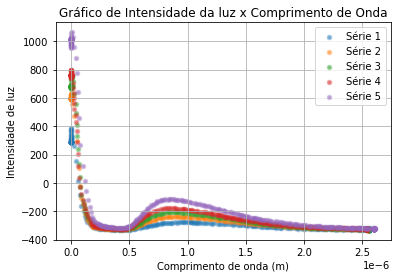 Gráfico de Intensidade da luz x Comprimento de Onda
Série 1
Série 2
Série 3
Série 4
Série 5
Intensidade de luz
1000
800
600
400
200
0
−200
−400
0.0
0.5
1.0
1.5
2.0
2.5
1e−6
Comprimento de onda (m)